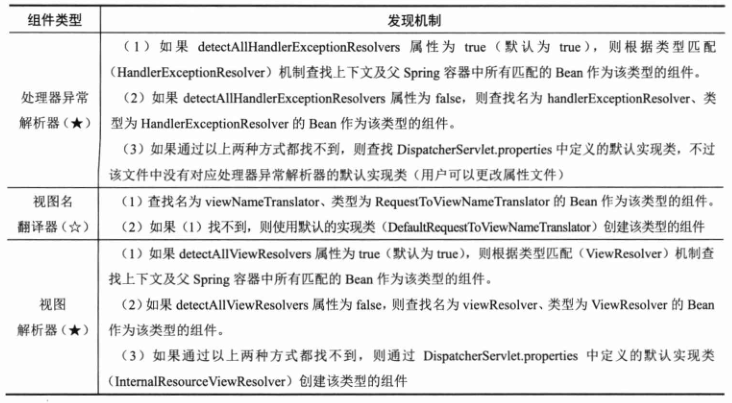 组件类型 发现机制
（1）如果 detectAllHandlerExceptionResolvers 属性为 true（默认为 true），则根据类型匹配
（HandlerExceptionResolver）机制查找上下文及父 Spring 容器中所有匹配的 Bean 作为该类型的组件。
处理器异常
解析器（★）
（2）如果 detectAllHandlerExceptionResolvers 属性为 false，则查找名为 handlerExceptionResolver、类
型为 HandlerExceptionResolver 的 Bean 作为该类型的组件。
（3）如果通过以上两种方式都找不到，则查找 DispatcherServlet.properties 中定义的默认实现类，不过
该文件中没有对应处理器异常解析器的默认实现类（用户可以更改属性文件）
视图名
翻译器（☆）
（1）查找名为 viewNameTranslator、类型为 RequestToViewNameTranslator 的 Bean 作为该类型的组件。
（2）如果（1）找不到，则使用默认的实现类（DefaultRequestToViewNameTranslator）创建该类型的组件
视图
解析器（★）
（1）如果 detectAllViewResolvers 属性为 true（默认为 true），则根据类型匹配（ViewResolver）机制查
找上下文及父 Spring 容器中所有匹配的 Bean 作为该类型的组件。
（2）如果 detectAllViewResolvers 属性为 false，则查找名为 viewResolver、类型为 ViewResolver 的 Bean
作为该类型的组件。
（3）如果通过以上两种方式都找不到，则通过 DispatcherServlet.properties 中定义的默认实现类
（InternalResourceViewResolver）创建该类型的组件